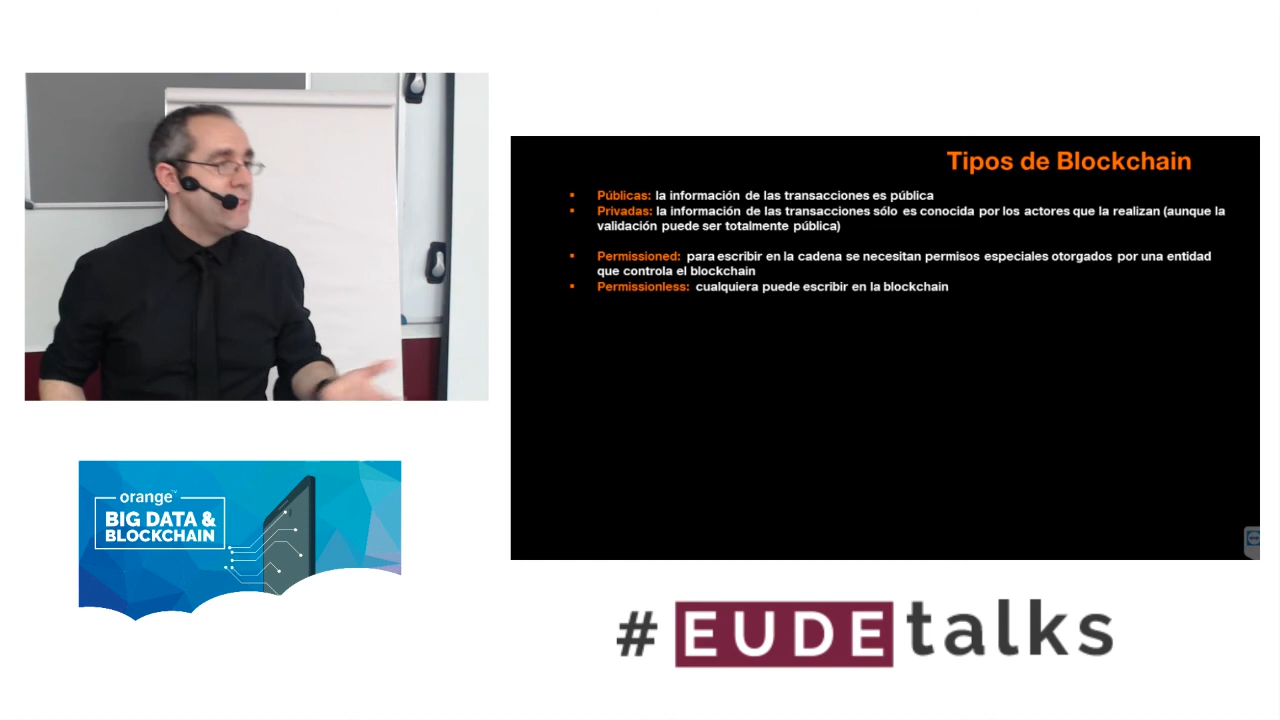 Tipos de Blockchain
▪ Públicas: la información de las transacciones es pública
▪ Privadas: la información de las transacciones sólo es conocida por los actores que la realizan (aunque la
validación puede ser totalmente pública)
▪ Permissioned: para escribir en la cadena se necesitan permisos especiales otorgados por una entidad
que controla el blockchain
▪ Permissionless: cualquiera puede escribir en la blockchain
orange™
BIG DATA &
BLOCKCHAIN
# EUDE talks